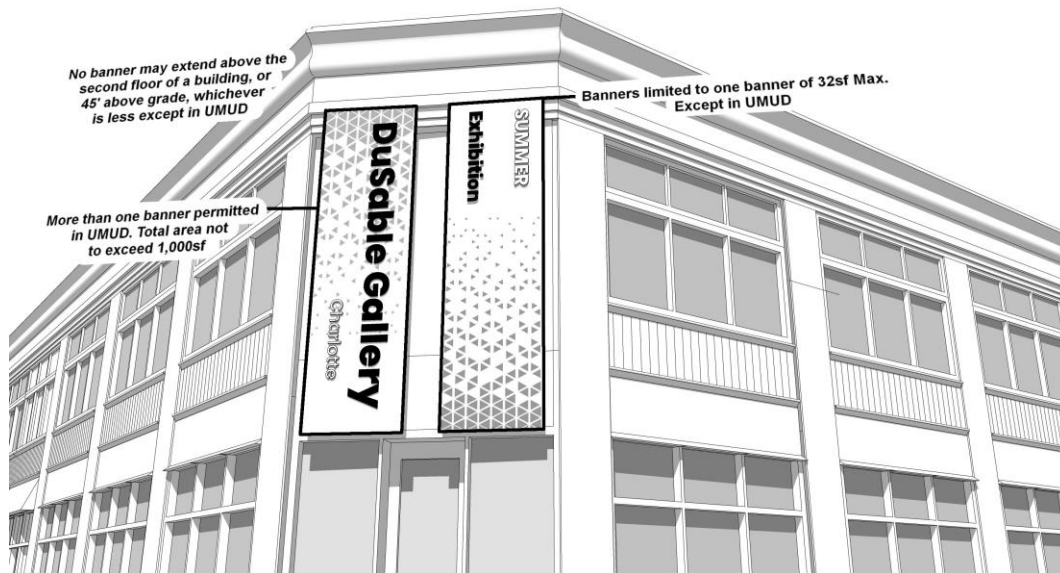 No banner may extend above the
second floor of a building, or
45' above grade, whichever
is less except in UMUD
Banners limited to one banner of 32sf Max.
Except in UMUD
More than one banner permitted
in UMUD. Total area not
to exceed 1,000sf
DuSable Gallery
Charlotte
SUMMER
Exhibition